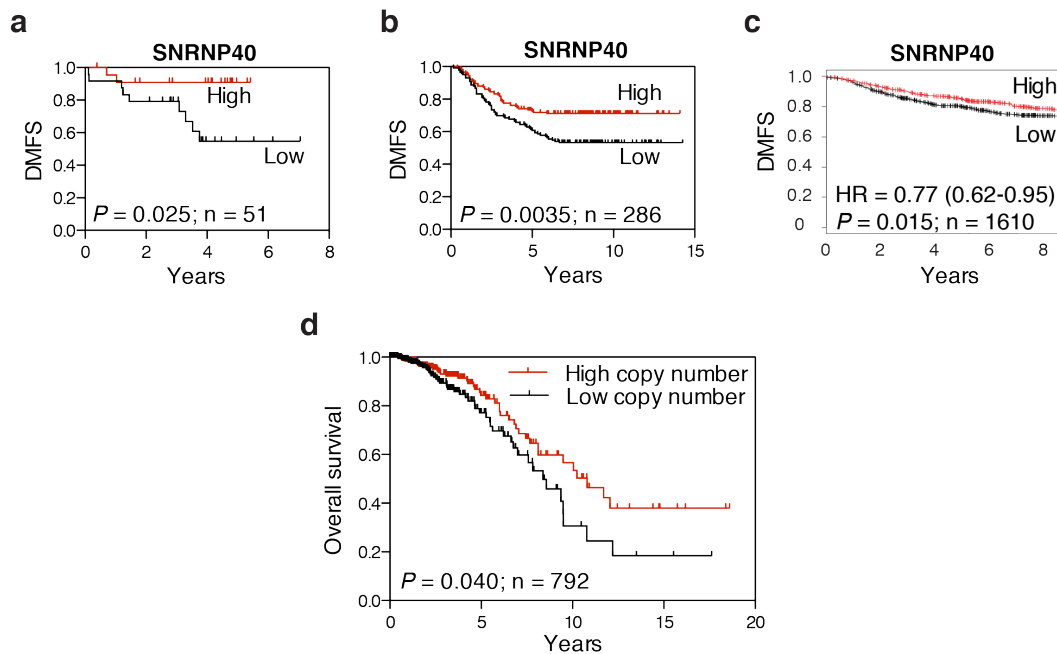 a
SNRNP40
1.0
0.8
0.6
0.4
0.2
0.0
DMFS
High
Low
P = 0.025; n = 51
0 2 4 6 8
Years
b
SNRNP40
1.0
0.8
0.6
0.4
0.2
0.0
DMFS
High
Low
P = 0.0035; n = 286
0 5 10 15
Years
c
SNRNP40
1.0
0.8
0.6
0.4
0.2
0
DMFS
High
Low
HR = 0.77 (0.62-0.95)
P = 0.015; n = 1610
0 2 4 6 8
Years
d
1.0
0.8
0.6
0.4
0.2
0.0
Overall survival
High copy number
Low copy number
P = 0.040; n = 792
0 5 10 15 20
Years